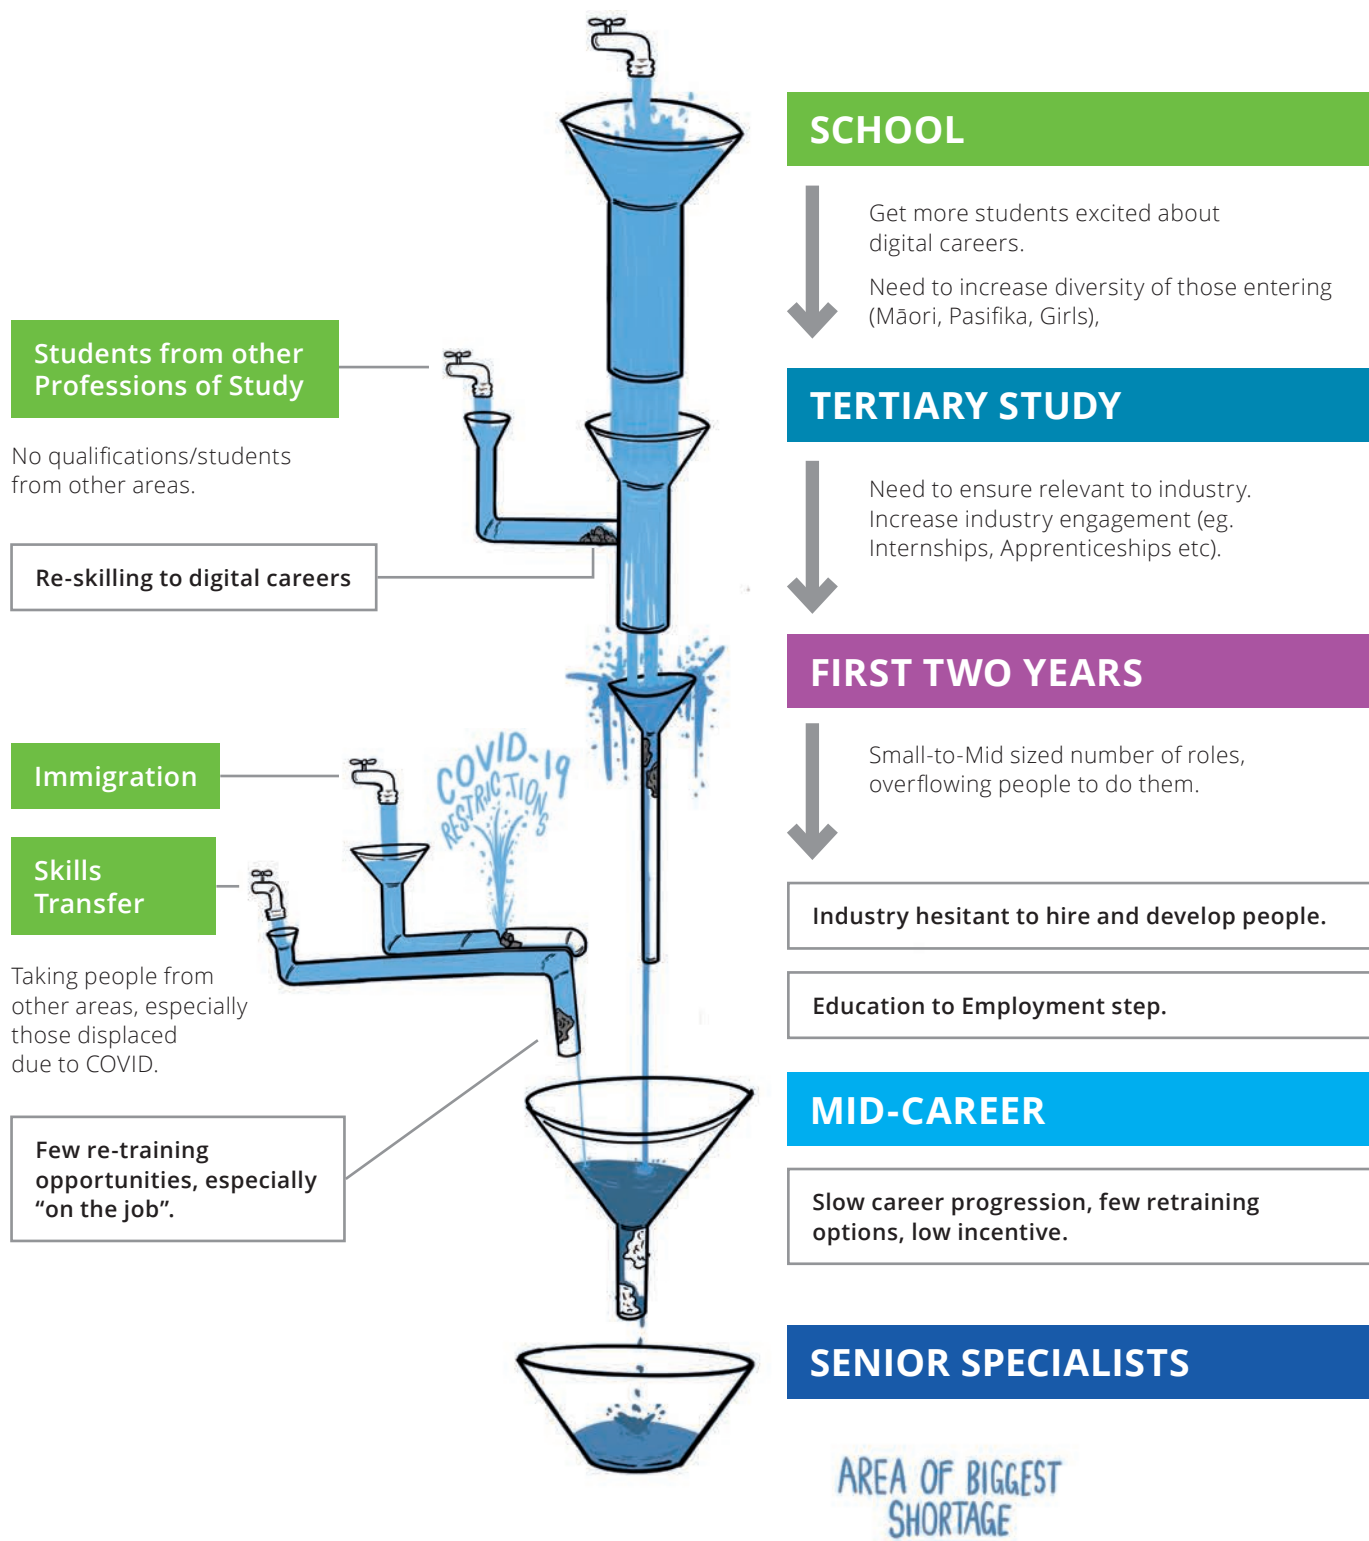 SCHOOL
Get more students excited about
digital careers.
Need to increase diversity of those entering
(Māori, Pasifika, Girls),
Students from other
Professions of Study
No qualifications/students
from other areas.
Re-skilling to digital careers
TERTIARY STUDY
Need to ensure relevant to industry.
Increase industry engagement (eg.
Internships, Apprenticeships etc).
FIRST TWO YEARS
Small-to-Mid sized number of roles,
overflowing people to do them.
Immigration
COVID-19
RESTRICTIONS
Skills
Transfer
Taking people from
other areas, especially
those displaced
due to COVID.
Few re-training
opportunities, especially
“on the job”.
Industry hesitant to hire and develop people.
Education to Employment step.
MID-CAREER
Slow career progression, few retraining
options, low incentive.
SENIOR SPECIALISTS
AREA OF BIGGEST
SHORTAGE